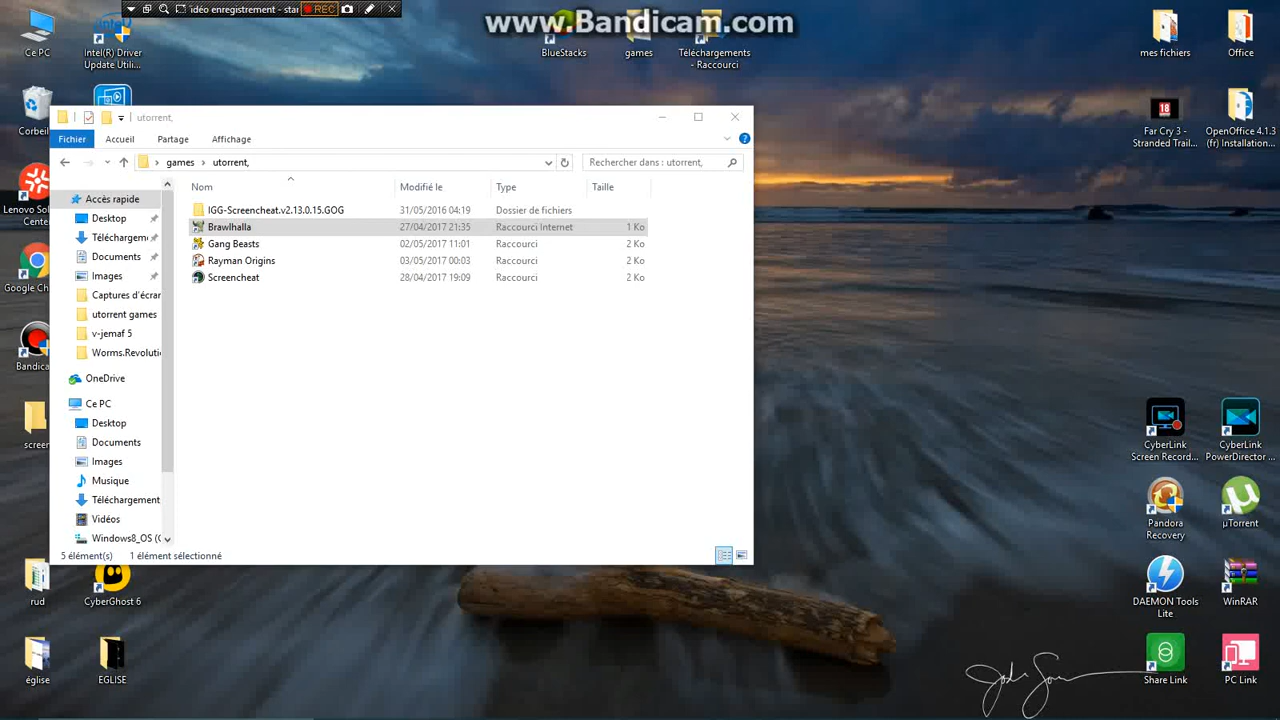 idéo enregistrement - star
REC
www.Bandicam.com
Ce PC
Intel(R) Driver
Update Utili...
BlueStacks
games
Téléchargements
- Raccourci
mes fichiers
Office
Corbeil
Far Cry 3 -
Stranded Trail...
OpenOffice 4.1.3
(fr) Installation...
Lenovo Sol
Center
Google Ch
Bandica
screen
utorrent,
Fichier
Accueil
Partage
Affichage
games
utorrent,
Rechercher dans : utorrent,
Nom
Modifié le
Type
Taille
IGG-Screencheat.v2.13.0.15.GOG
31/05/2016 04:19
Dossier de fichiers
Brawlhalla
27/04/2017 21:35
Raccourci Internet
1 Ko
Gang Beasts
02/05/2017 11:01
Raccourci
2 Ko
Rayman Origins
03/05/2017 00:03
Raccourci
2 Ko
Screencheat
28/04/2017 19:09
Raccourci
2 Ko
Accès rapide
Desktop
Téléchargem
Documents
Images
Captures d'écra
utorrent games
v-jemaf 5
Worms.Revoluti
OneDrive
Ce PC
Desktop
Documents
Images
Musique
Téléchargement
Vidéos
Windows8_OS (C
5 élément(s)
1 élément sélectionné
CyberLink
Screen Record...
CyberLink
PowerDirector ...
Pandora
Recovery
µTorrent
DAEMON Tools
Lite
WinRAR
Share Link
PC Link
rud
CyberGhost 6
église
EGLISE